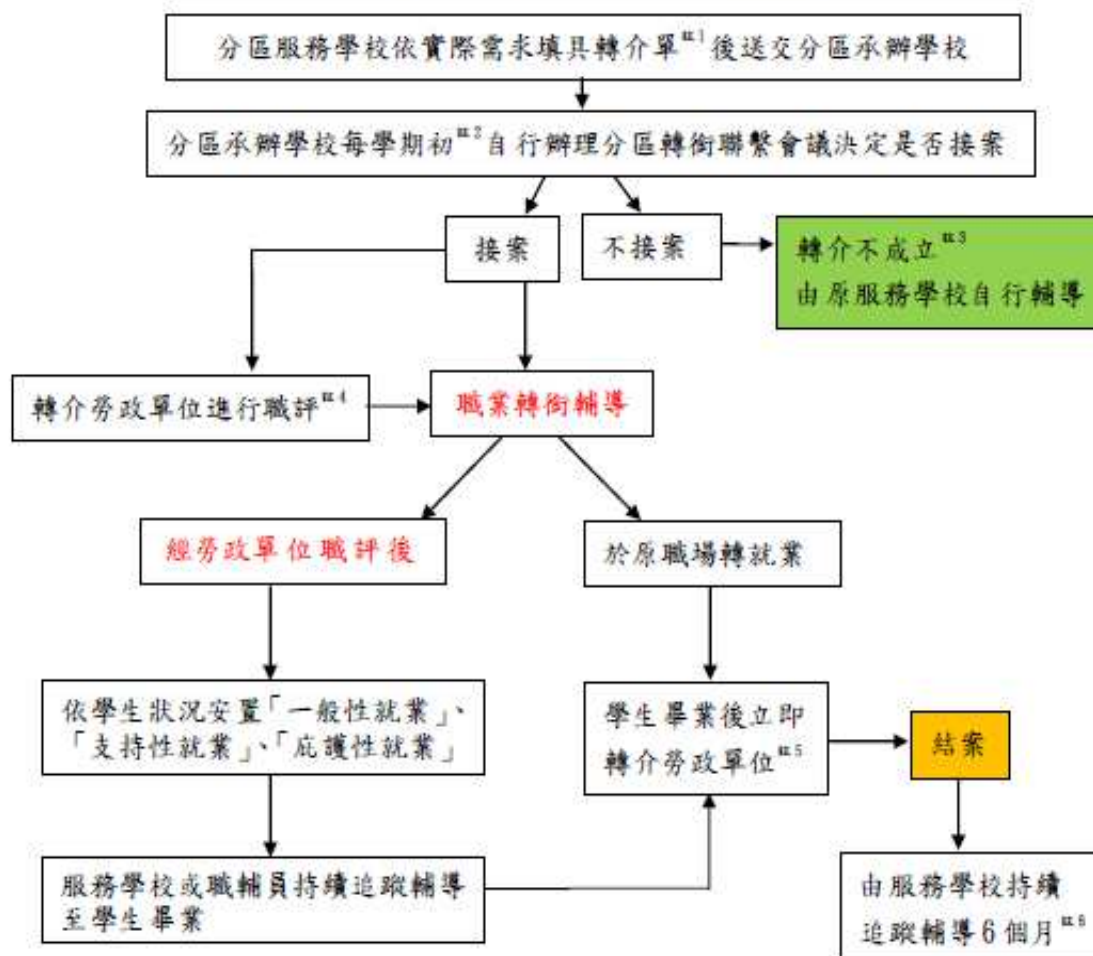 分區服務學校依實際需求填具轉介單註1後送交分區承辦學校
分區承辦學校每學期初註2自行辦理分區轉銜聯繫會議決定是否接案
接案
不接案
轉介不成立註3
由原服務學校自行輔導
轉介勞政單位進行職評註4
職業轉銜輔導
經勞政單位職評後
於原職場轉就業
依學生狀況安置「一般性就業」、
「支持性就業」、「庇護性就業」
學生畢業後立即
轉介勞政單位註5
結案
服務學校或職輔員持續追蹤輔導
至學生畢業
由服務學校持續
追蹤輔導6個月註6